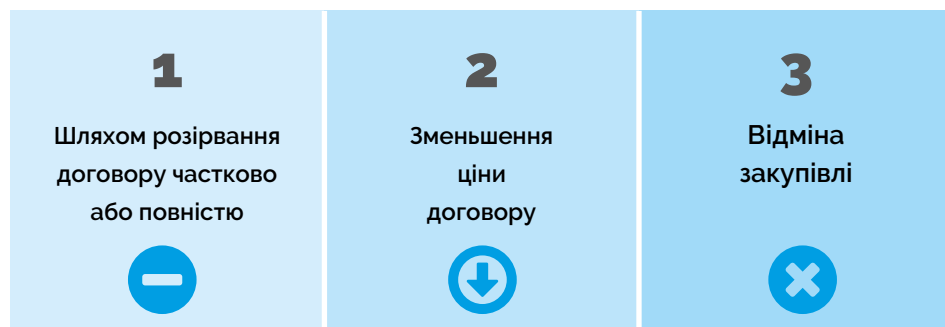 1
Шляхом розірвання
договору частково
або повністю
2
Зменьшення
ціни
договору
3
Відміна
закупівлі